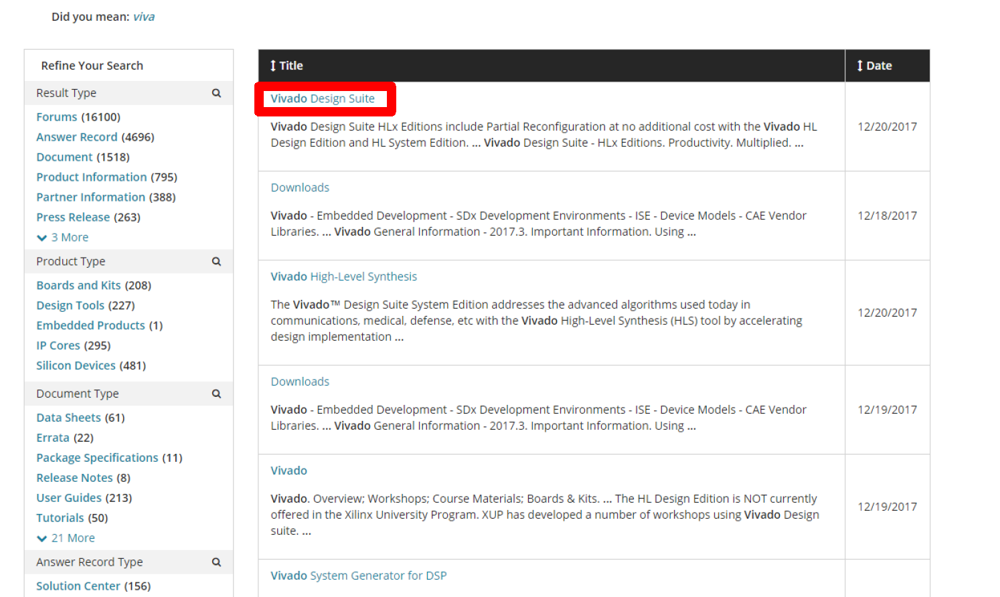 Did you mean: viva
Refine Your Search
Result Type
Forums (16100)
Answer Record (4696)
Document (1518)
Product Information (795)
Partner Information (388)
Press Release (263)
3 More
Product Type
Boards and Kits (208)
Design Tools (227)
Embedded Products (1)
IP Cores (295)
Silicon Devices (481)
Document Type
Data Sheets (61)
Errata (22)
Package Specifications (11)
Release Notes (8)
User Guides (213)
Tutorials (50)
21 More
Answer Record Type
Solution Center (156)
Title
Date
Vivado Design Suite
Vivado Design Suite HLx Editions include Partial Reconfiguration at no additional cost with the Vivado HL
Design Edition and HL System Edition. ... Vivado Design Suite - HLx Editions. Productivity. Multiplied. ...
12/20/2017
Downloads
Vivado - Embedded Development - SDx Development Environments - ISE - Device Models - CAE Vendor
Libraries. ... Vivado General Information - 2017.3. Important Information. Using ...
12/18/2017
Vivado High-Level Synthesis
The Vivado™ Design Suite System Edition addresses the advanced algorithms used today in
communications, medical, defense, etc with the Vivado High-Level Synthesis (HLS) tool by accelerating
design implementation ...
12/20/2017
Downloads
Vivado - Embedded Development - SDx Development Environments - ISE - Device Models - CAE Vendor
Libraries. ... Vivado General Information - 2017.3. Important Information. Using ...
12/19/2017
Vivado
Vivado. Overview; Workshops; Course Materials; Boards & Kits. ... The HL Design Edition is NOT currently
offered in the Xilinx University Program. XUP has developed a number of workshops using Vivado Design
suite. ...
12/19/2017
Vivado System Generator for DSP